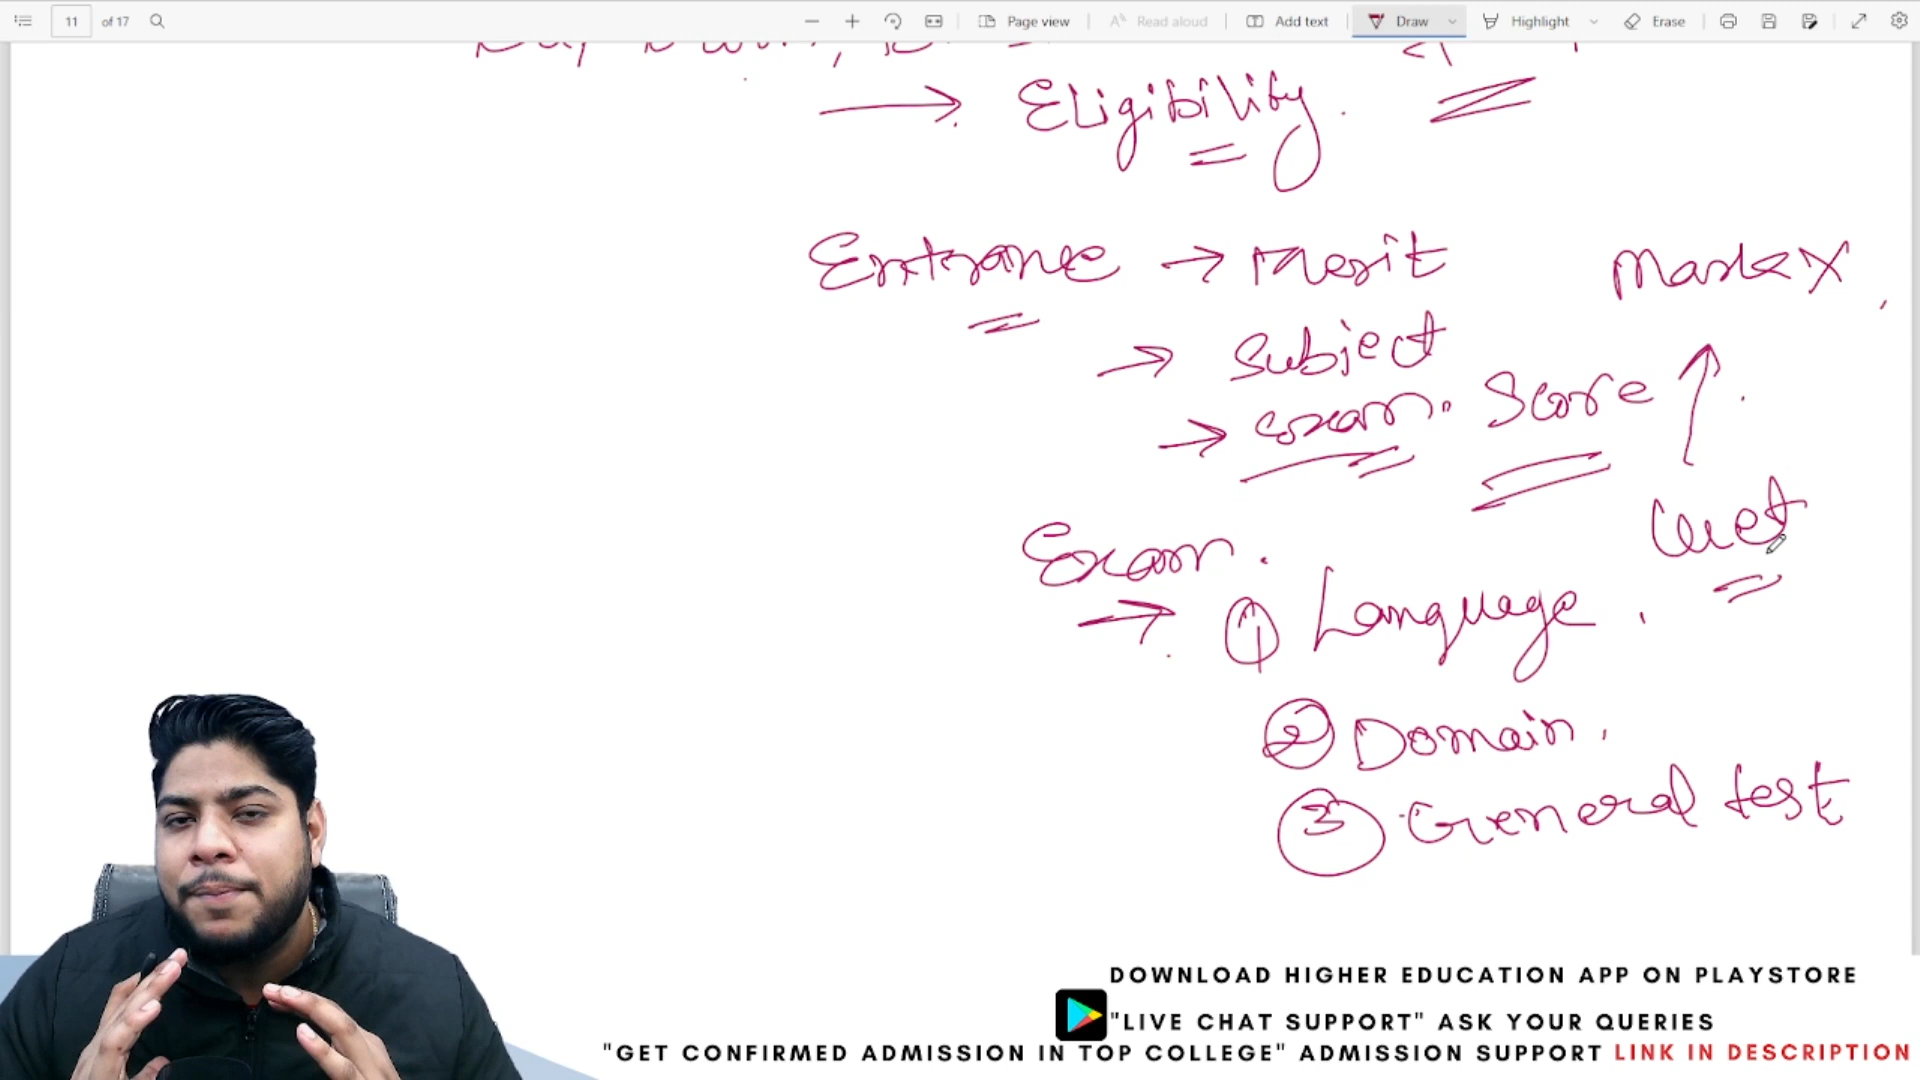 11 of 17 Page view Read aloud Add text Draw Highlight Erase
→ Eligibility.
Entrance → Merit Marks X
→ Subject
→ exam. Score ↑
Cuet
Exam.
→ ① Language.
② Domain,
③ General test
DOWNLOAD HIGHER EDUCATION APP ON PLAYSTORE
"LIVE CHAT SUPPORT" ASK YOUR QUERIES
"GET CONFIRMED ADMISSION IN TOP COLLEGE" ADMISSION SUPPORT LINK IN DESCRIPTION